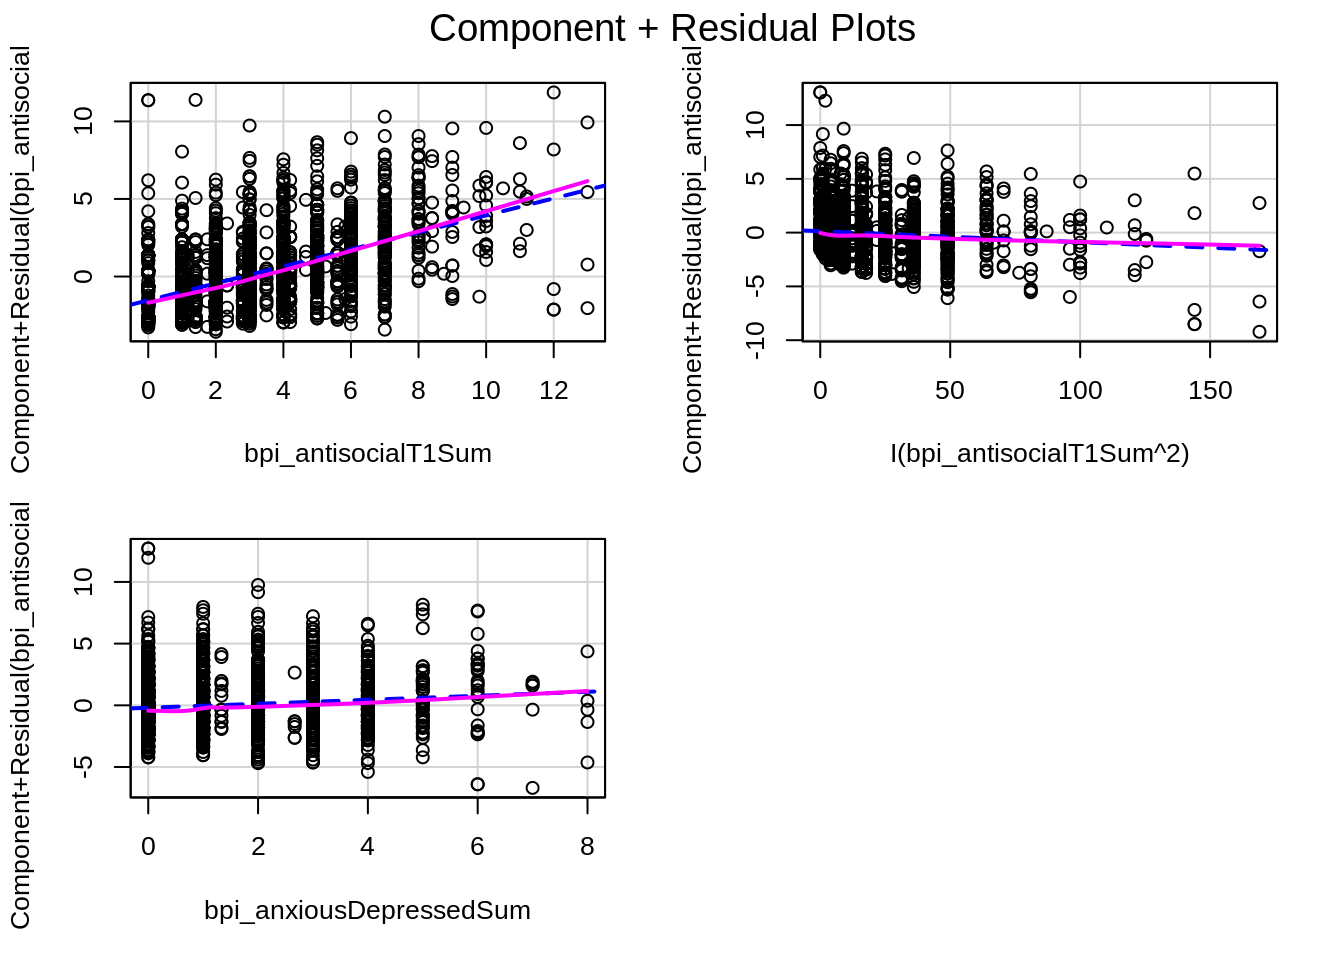 Component + Residual Plots
Component+Residual(bpi_antisocial
10
5
0
0 2 4 6 8 10 12
bpi_antisocialT1Sum
Component+Residual(bpi_antisocial
10
5
0
-5
-10
0 50 100 150
I(bpi_antisocialT1Sum^2)
Component+Residual(bpi_antisocial
10
5
0
-5
0 2 4 6 8
bpi_anxiousDepressedSum